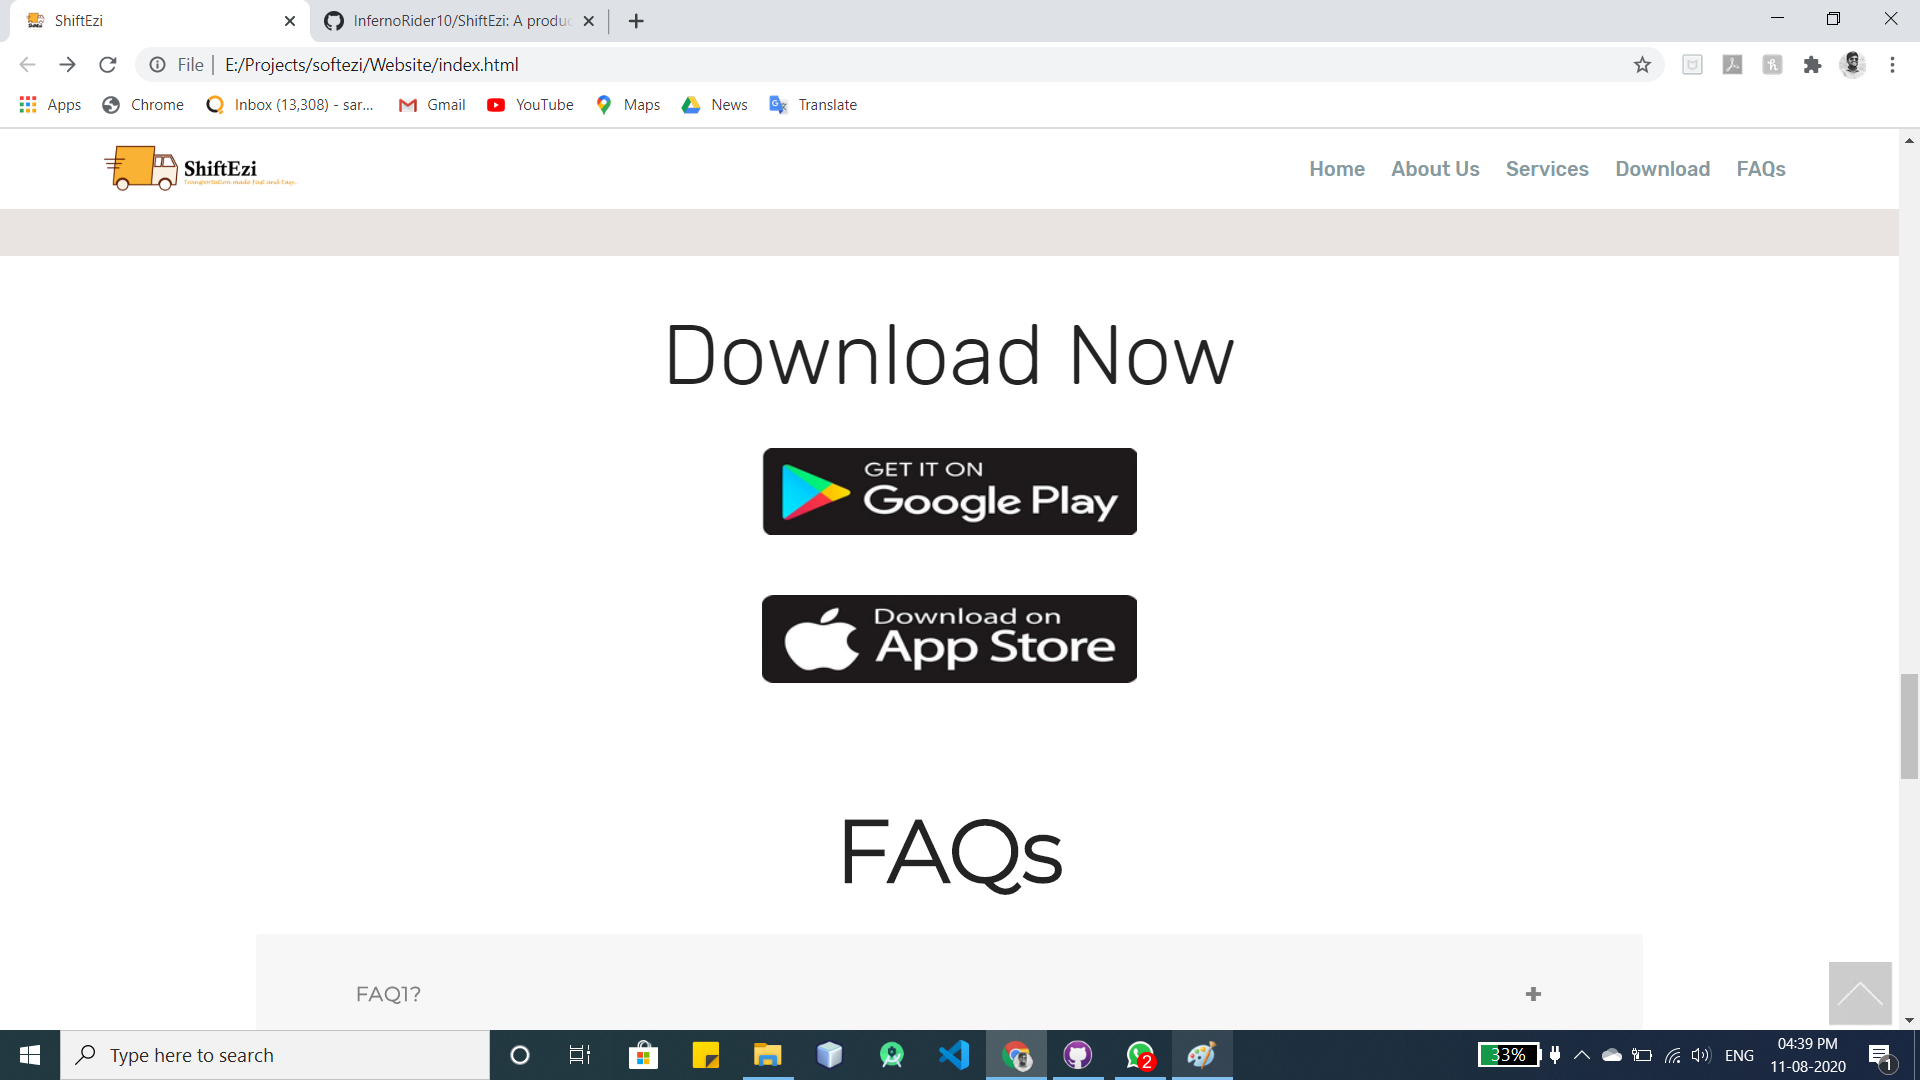 ShiftEzi
InfernoRider10/ShiftEzi: A produc
File | E:/Projects/softezi/Website/index.html
Apps Chrome Inbox (13,308) - sar... Gmail YouTube Maps News Translate
ShiftEzi
Transportation made Fast and Easy..
Home About Us Services Download FAQs
Download Now
GET IT ON
Google Play
Download on
App Store
FAQs
FAQ1? +
Type here to search
33%
2
ENG
04:39 PM
11-08-2020
1